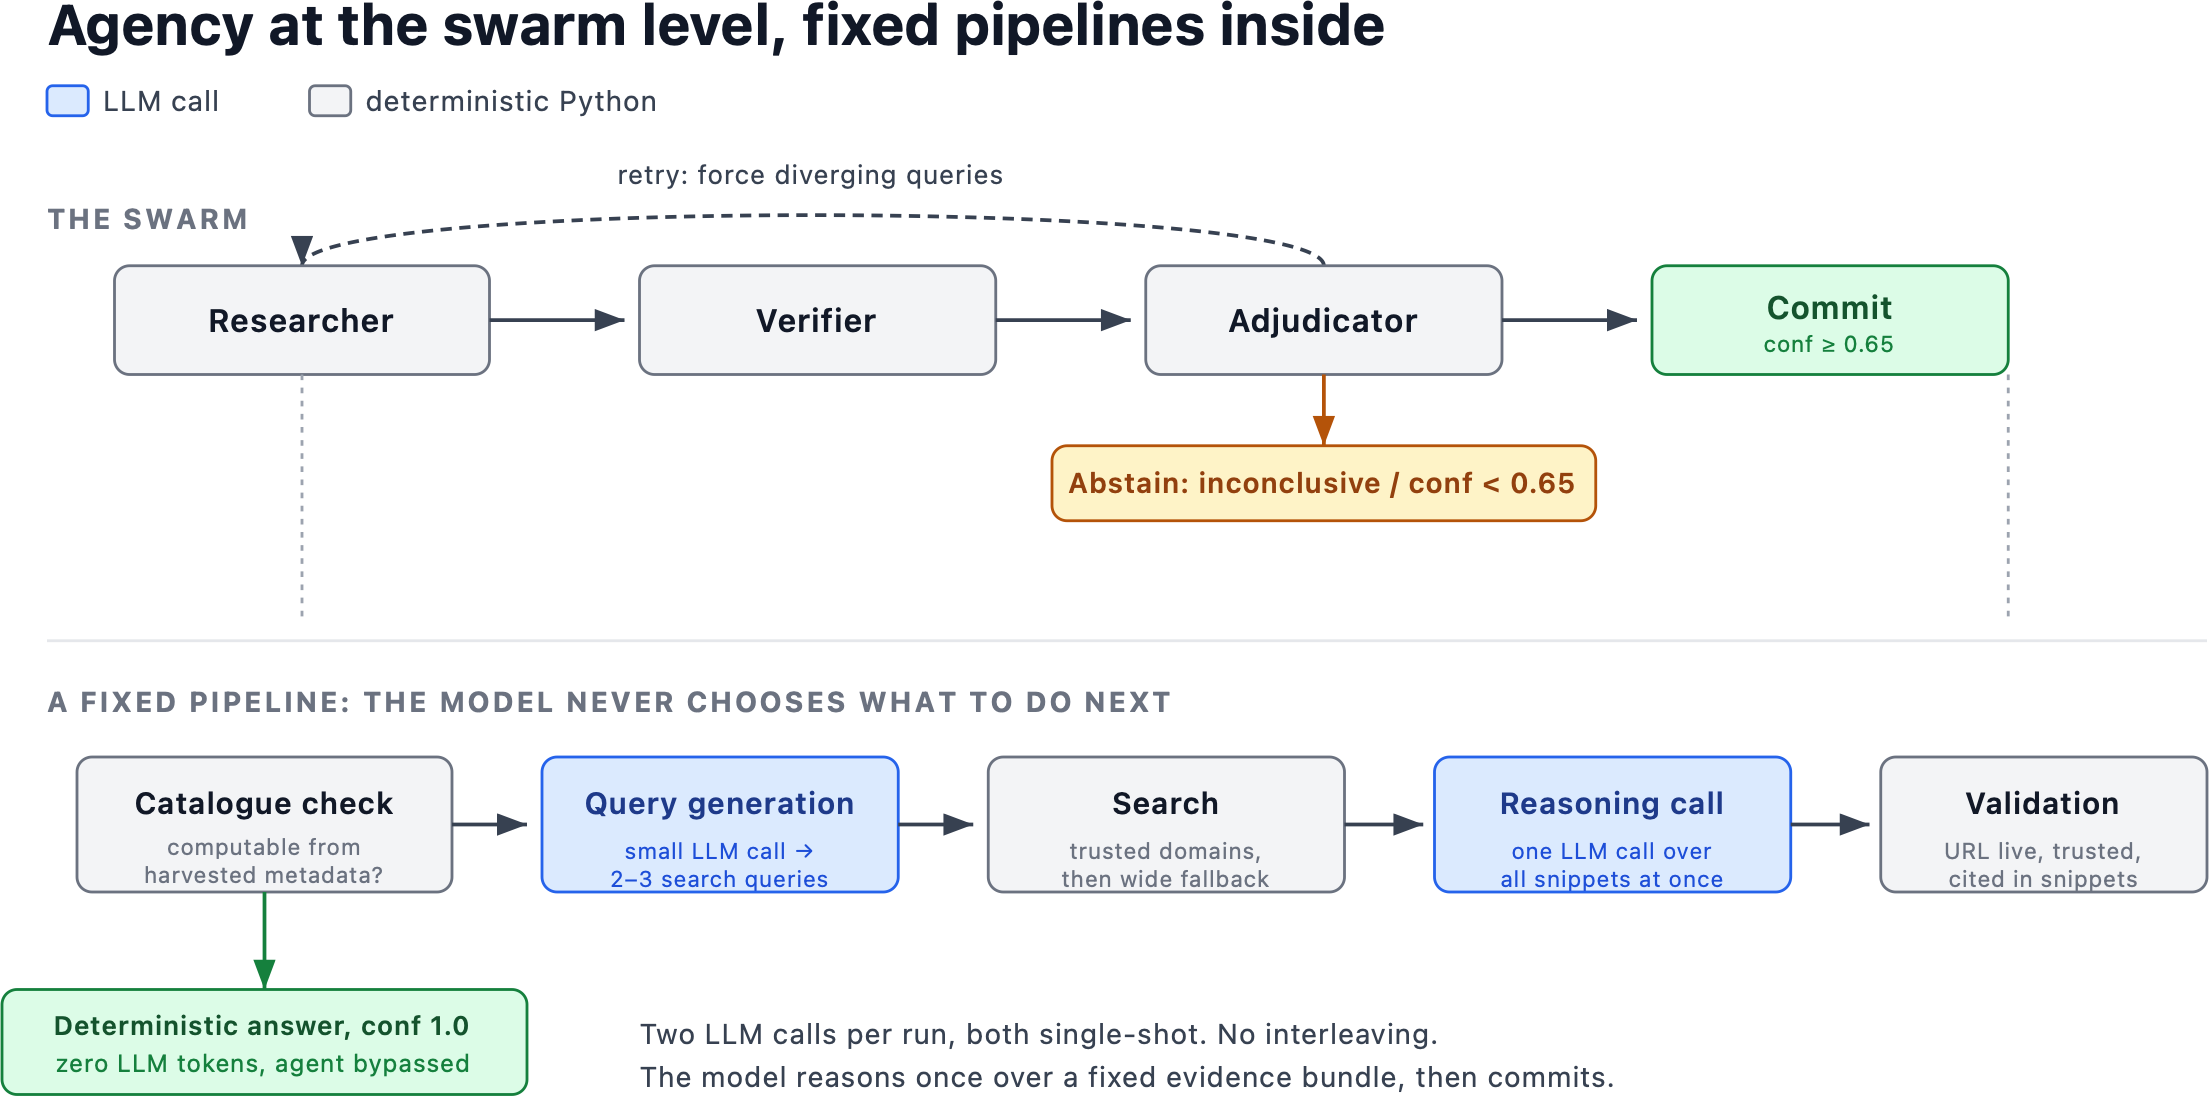 Agency at the swarm level, fixed pipelines inside
LLM call
deterministic Python
retry: force diverging queries
THE SWARM
Researcher
Verifier
Adjudicator
Commit
conf ≥ 0.65
Abstain: inconclusive / conf < 0.65
A FIXED PIPELINE: THE MODEL NEVER CHOOSES WHAT TO DO NEXT
Catalogue check
computable from
harvested metadata?
Query generation
small LLM call →
2–3 search queries
Search
trusted domains,
then wide fallback
Reasoning call
one LLM call over
all snippets at once
Validation
URL live, trusted,
cited in snippets
Deterministic answer, conf 1.0
zero LLM tokens, agent bypassed
Two LLM calls per run, both single-shot. No interleaving.
The model reasons once over a fixed evidence bundle, then commits.